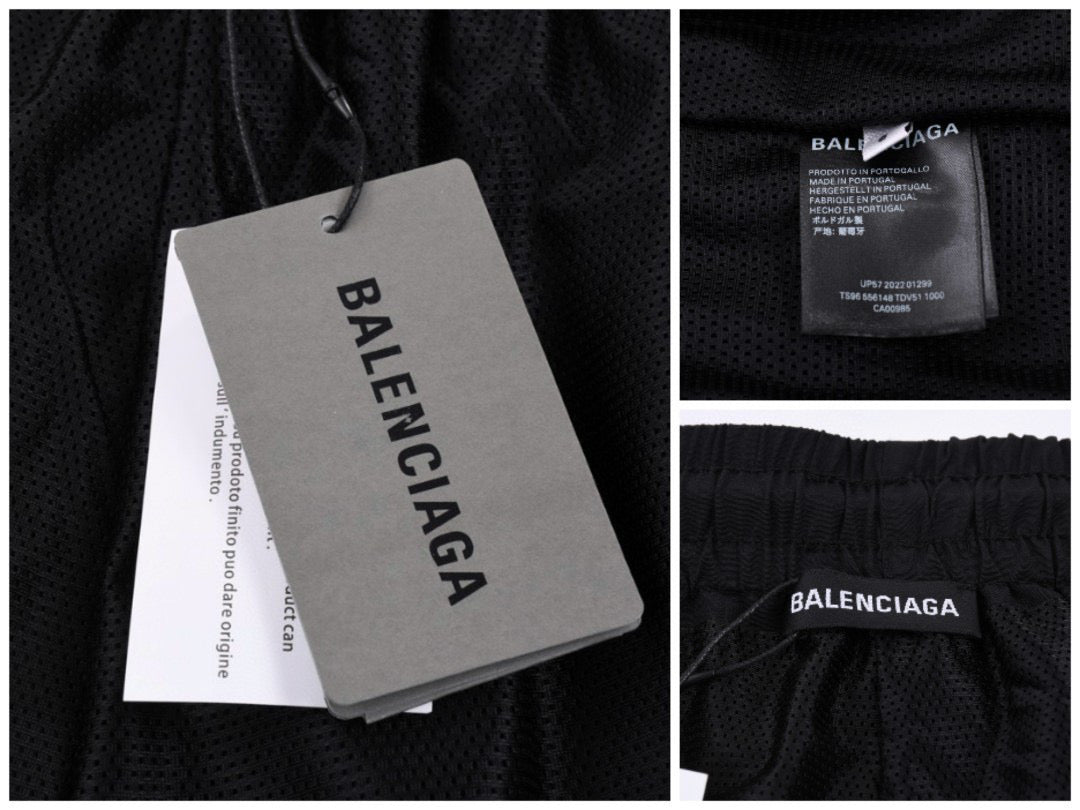 BALENCIAGA
prodotto finito puo dare origine
sull' indumento.
duct can
BALENCIAGA
PRODOTTO IN PORTOGALLO
MADE IN PORTUGAL
HERGESTELLT IN PORTUGAL
FABRIQUE EN PORTUGAL
HECHO EN PORTUGAL
ポルドガル製
产地: 葡萄牙
UP57 2022 01299
TS96 556148 TDV51 1000
CA00985
BALENCIAGA